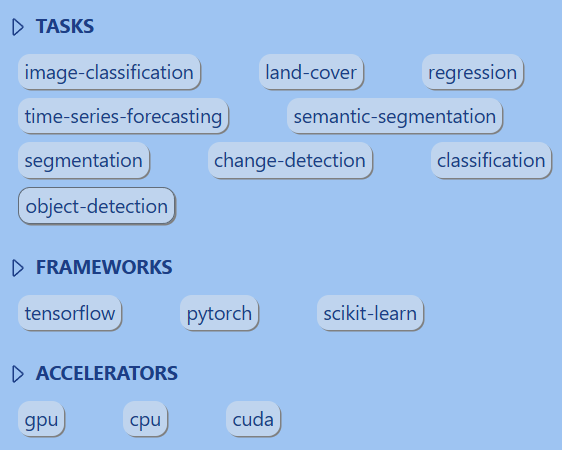 TASKS
image-classification land-cover regression
time-series-forecasting semantic-segmentation
segmentation change-detection classification
object-detection
FRAMEWORKS
tensorflow pytorch scikit-learn
ACCELERATORS
gpu cpu cuda